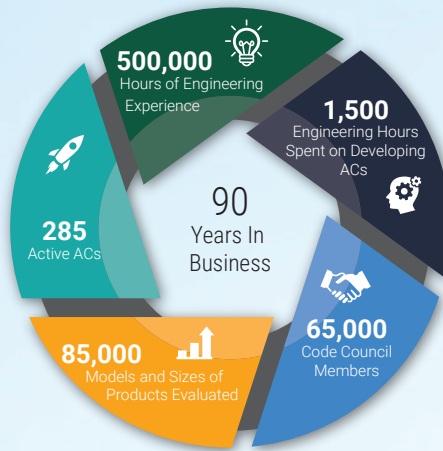 500,000
Hours of Engineering
Experience
1,500
Engineering Hours
Spent on Developing
ACs
65,000
Code Council
Members
85,000
Models and Sizes of
Products Evaluated
285
Active ACs
90
Years In
Business